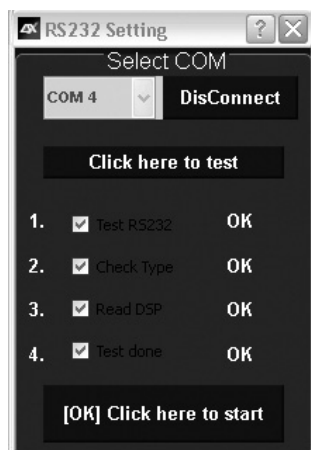 RS232 Setting ?
Select COM
COM 4 DisConnect
Click here to test
1. Test RS232 OK
2. Check Type OK
3. Read DSP OK
4. Test done OK
[OK] Click here to start